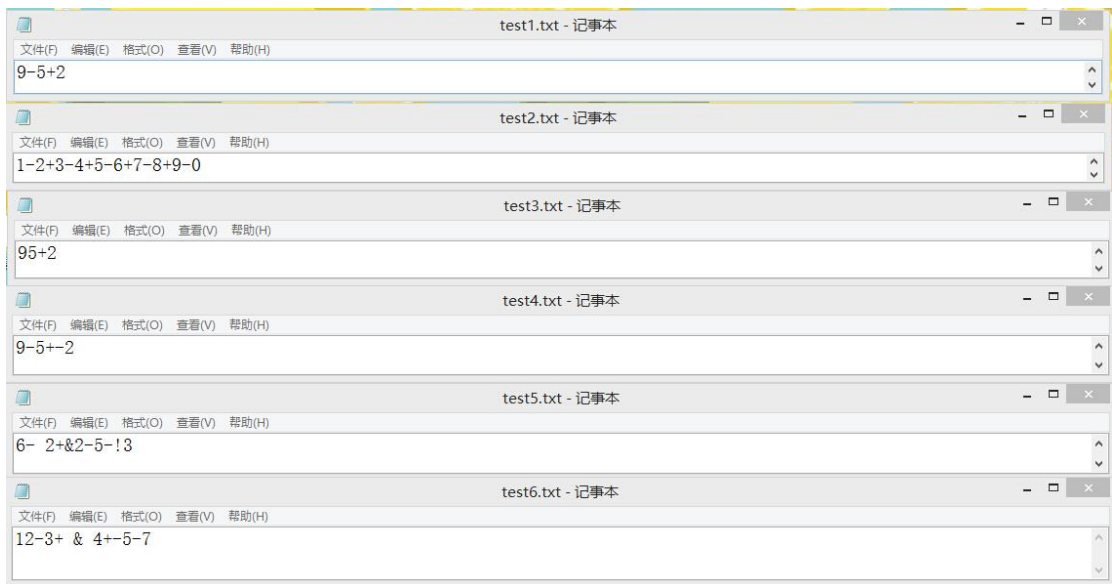 test1.txt - 记事本
文件(F) 编辑(E) 格式(O) 查看(V) 帮助(H)
9-5+2
test2.txt - 记事本
文件(F) 编辑(E) 格式(O) 查看(V) 帮助(H)
1-2+3-4+5-6+7-8+9-0
test3.txt - 记事本
文件(F) 编辑(E) 格式(O) 查看(V) 帮助(H)
95+2
test4.txt - 记事本
文件(F) 编辑(E) 格式(O) 查看(V) 帮助(H)
9-5+-2
test5.txt - 记事本
文件(F) 编辑(E) 格式(O) 查看(V) 帮助(H)
6- 2+&2-5-!3
test6.txt - 记事本
文件(F) 编辑(E) 格式(O) 查看(V) 帮助(H)
12-3+ & 4+-5-7